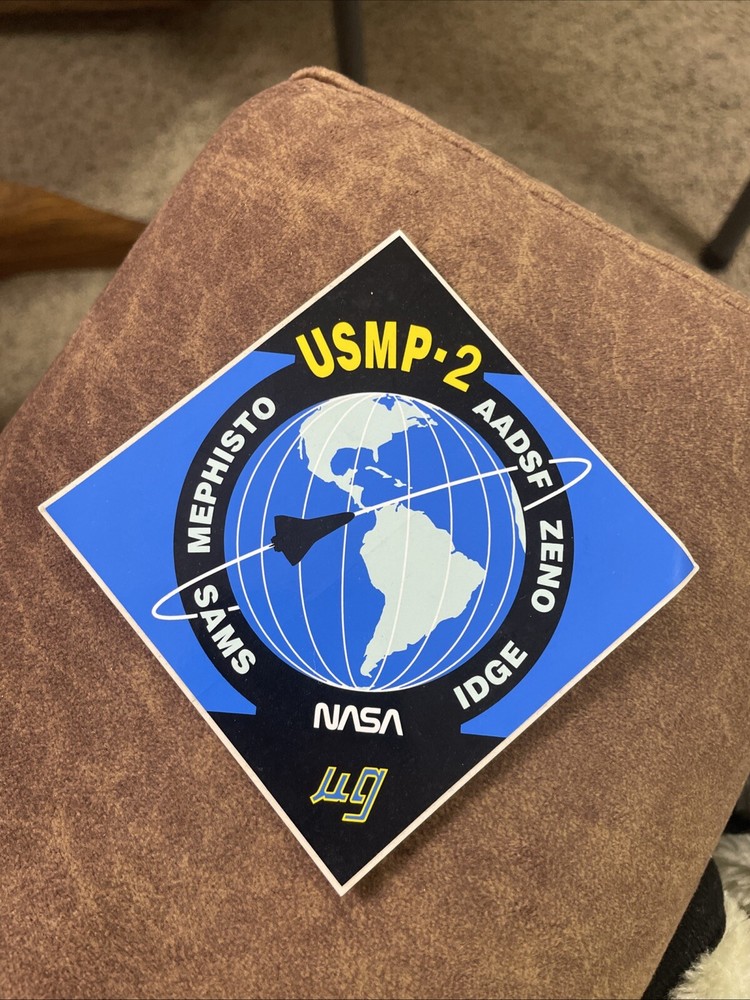 USMP-2
MEPHISTO
AADSF
ZENO
SAMS
IDGE
NASA
µg